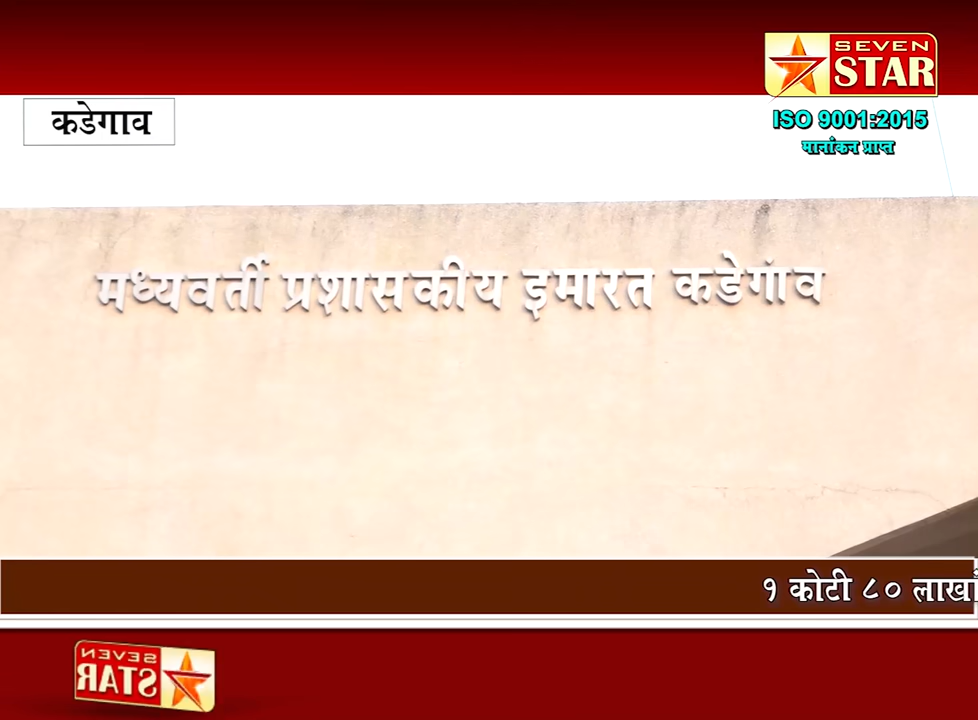 SEVEN
STAR
ISO 9001:2015
मानांकन प्राप्त
कडेगाव
मध्यवर्ती प्रशासकीय इमारत कडेगांव
१ कोटी ८० लाखां
SEVEN
STAR